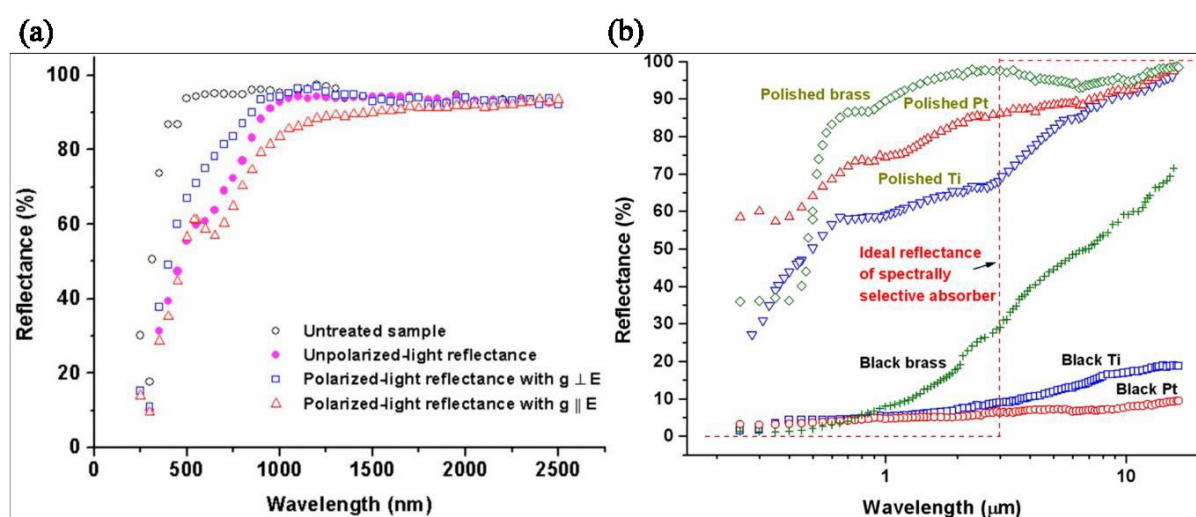 (a)
100
80
60
40
20
0
Reflectance (%)
Untreated sample
Unpolarized-light reflectance
Polarized-light reflectance with g ⊥ E
Polarized-light reflectance with g || E
0 500 1000 1500 2000 2500
Wavelength (nm)
(b)
100
90
80
70
60
50
40
30
20
10
0
Reflectance (%)
Polished brass
Polished Pt
Polished Ti
Ideal reflectance
of spectrally
selective absorber
Black brass
Black Ti
Black Pt
1 10
Wavelength (μm)